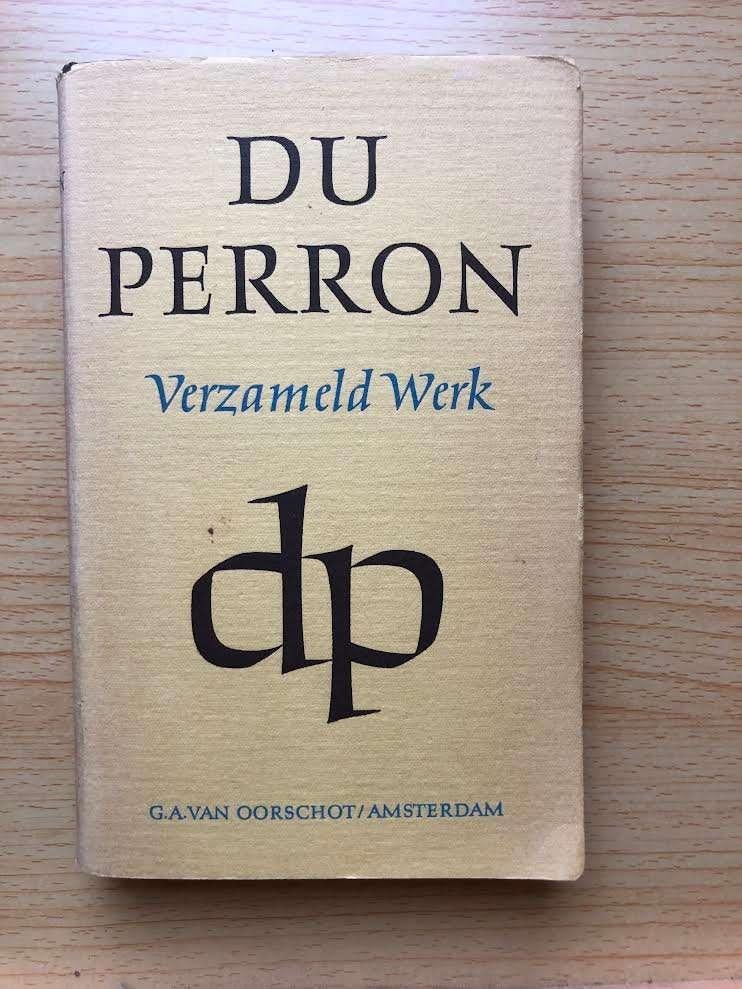 DU
PERRON
Verzameld Werk
dp
G.A.VAN OORSCHOT/AMSTERDAM